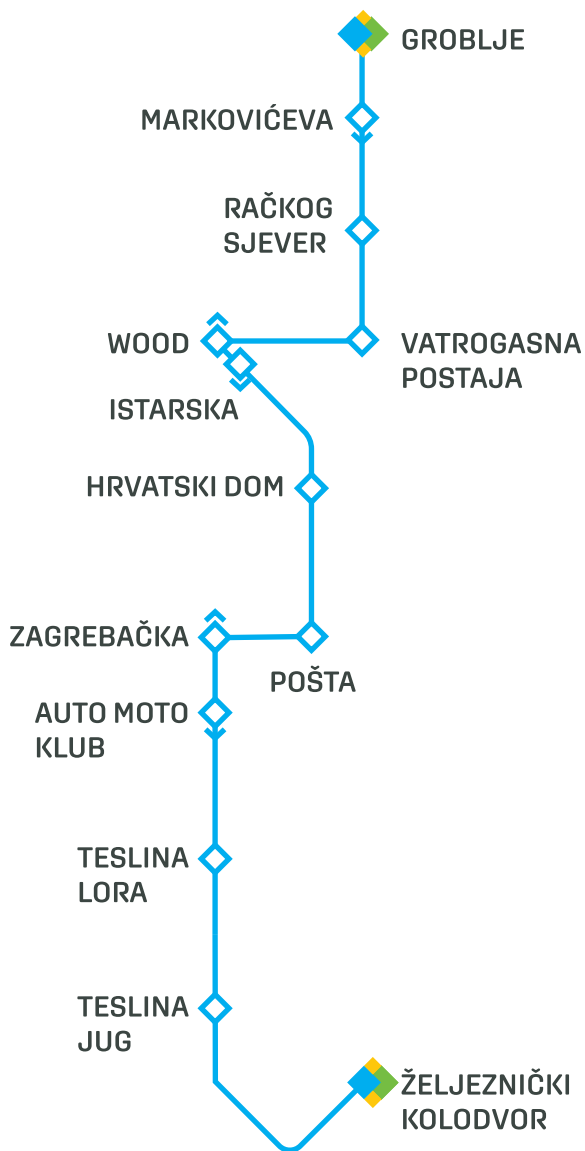 GROBLJE
MARKOVIĆEVA
RAČKOG
SJEVER
WOOD
VATROGASNA
POSTAJA
ISTARSKA
HRVATSKI DOM
ZAGREBAČKA
POŠTA
AUTO MOTO
KLUB
TESLINA
LORA
TESLINA
JUG
ŽELJEZNIČKI
KOLODVOR